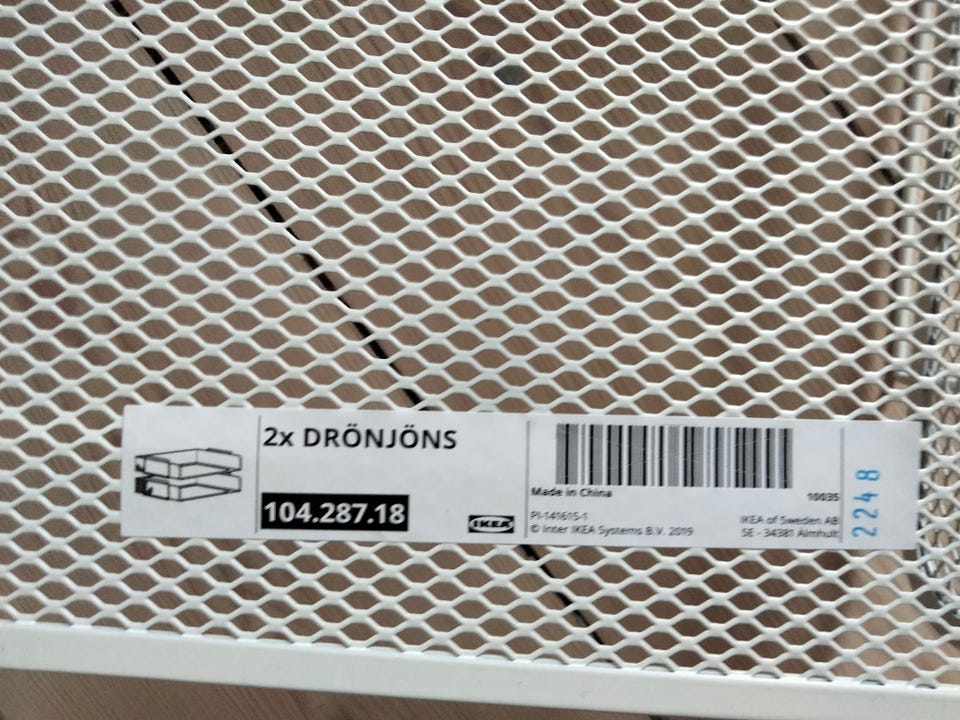 2x DRÖNJÖNS
104.287.18
IKEA
Made in China
10035
PI-141615-1
© Inter IKEA Systems B.V. 2019
IKEA of Sweden AB
SE - 34381 Älmhult
2248